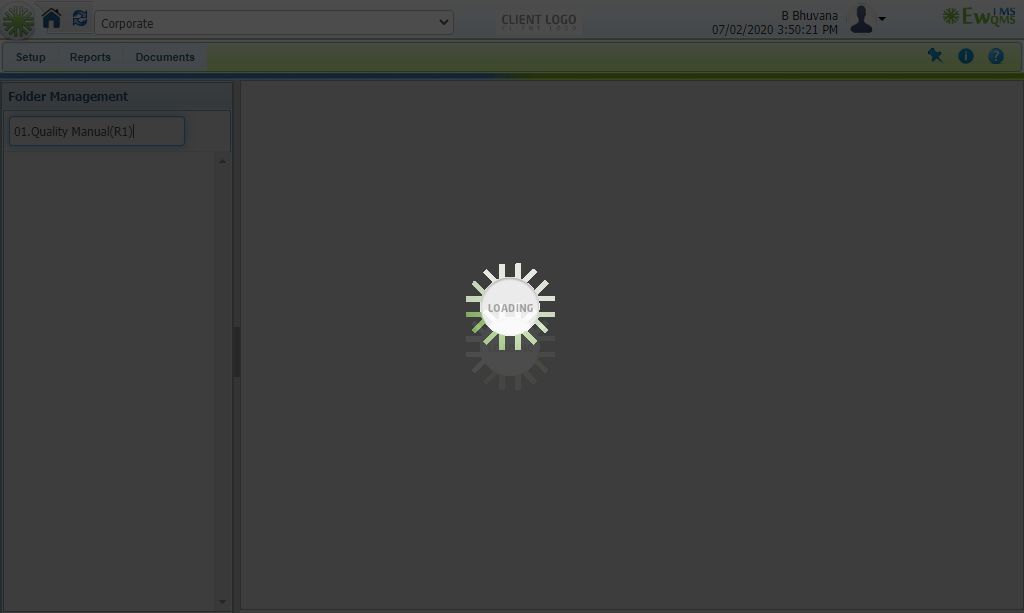 Corporate
CLIENT LOGO
B Bhuvana
07/02/2020 3:50:21 PM
EwQMS
LMS
Setup
Reports
Documents
Folder Management
01.Quality Manual(R1)
LOADING